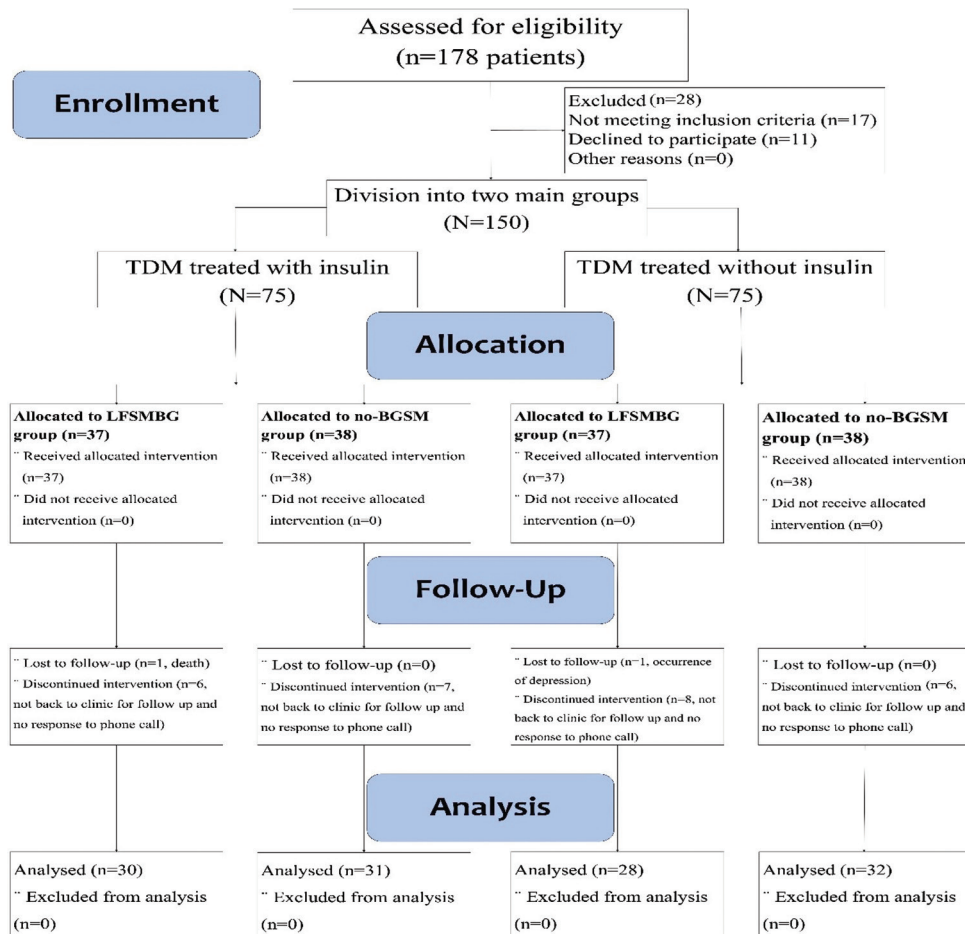 Assessed for eligibility
(n=178 patients)
Enrollment
Excluded (n=28)
Not meeting inclusion criteria (n=17)
Declined to participate (n=11)
Other reasons (n=0)
Division into two main groups
(N=150)
TDM treated with insulin
(N=75)
TDM treated without insulin
(N=75)
Allocation
Allocated to LFSMBG
group (n=37)
¨ Received allocated intervention
(n=37)
¨ Did not receive allocated
intervention (n=0)
Allocated to no-BGSM
group (n=38)
¨ Received allocated intervention
(n=38)
¨ Did not receive allocated
intervention (n=0)
Allocated to LFSMBG
group (n=37)
¨ Received allocated intervention
(n=37)
¨ Did not receive allocated
intervention (n=0)
Allocated to no-BGSM
group (n=38)
¨ Received allocated intervention
(n=38)
¨ Did not receive allocated
intervention (n=0)
Follow-Up
¨ Lost to follow-up (n=1, death)
¨ Discontinued intervention (n=6,
not back to clinic for follow up and
no response to phone call)
¨ Lost to follow-up (n=0)
¨ Discontinued intervention (n=7,
not back to clinic for follow up and
no response to phone call)
¨ Lost to follow-up (n=1, occurrence
of depression)
¨ Discontinued intervention (n=8, not
back to clinic for follow up and no
response to phone call)
¨ Lost to follow-up (n=0)
¨ Discontinued intervention (n=6,
not back to clinic for follow up and
no response to phone call)
Analysis
Analysed (n=30)
¨ Excluded from analysis
(n=0)
Analysed (n=31)
¨ Excluded from analysis
(n=0)
Analysed (n=28)
¨ Excluded from analysis
(n=0)
Analysed (n=32)
¨ Excluded from analysis
(n=0)